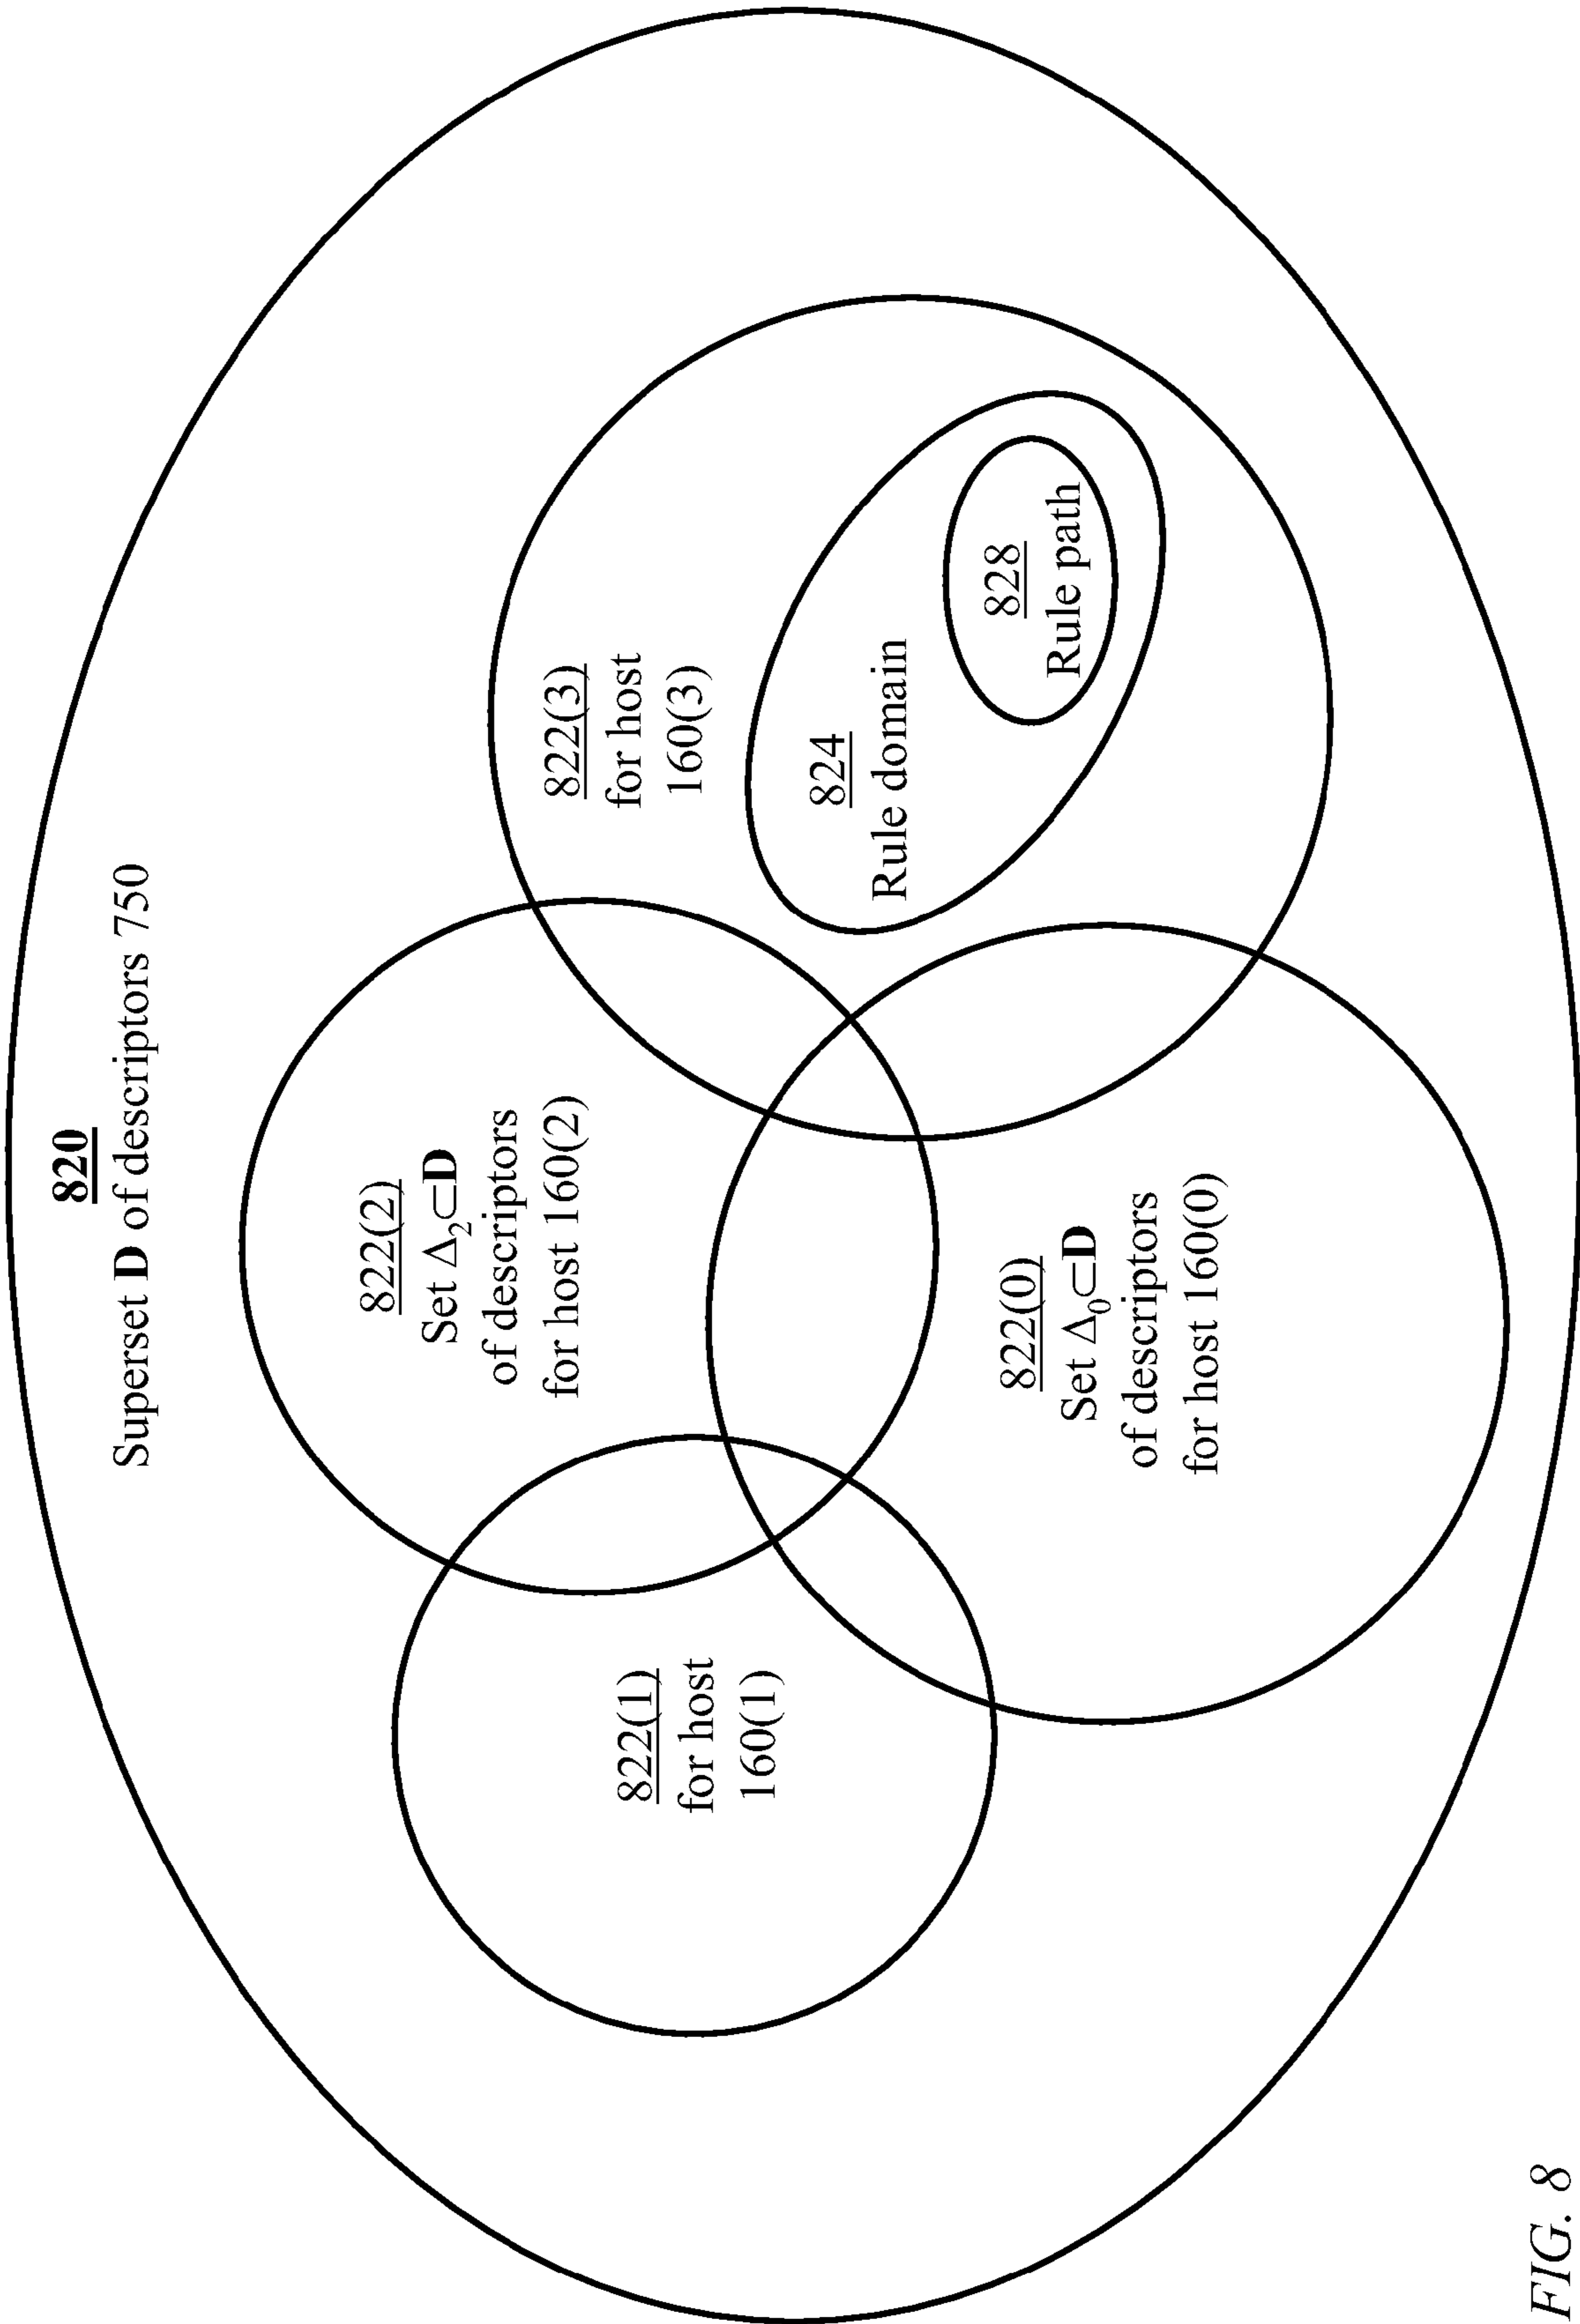 820
Superset D of descriptors 750
822(2)
Set Δ₂⊂D
of descriptors
for host 160(2)
822(3)
for host
160(3)
822(1)
for host
160(1)
824
Rule domain
828
Rule path
822(0)
Set Δ₀⊂D
of descriptors
for host 160(0)
FIG. 8